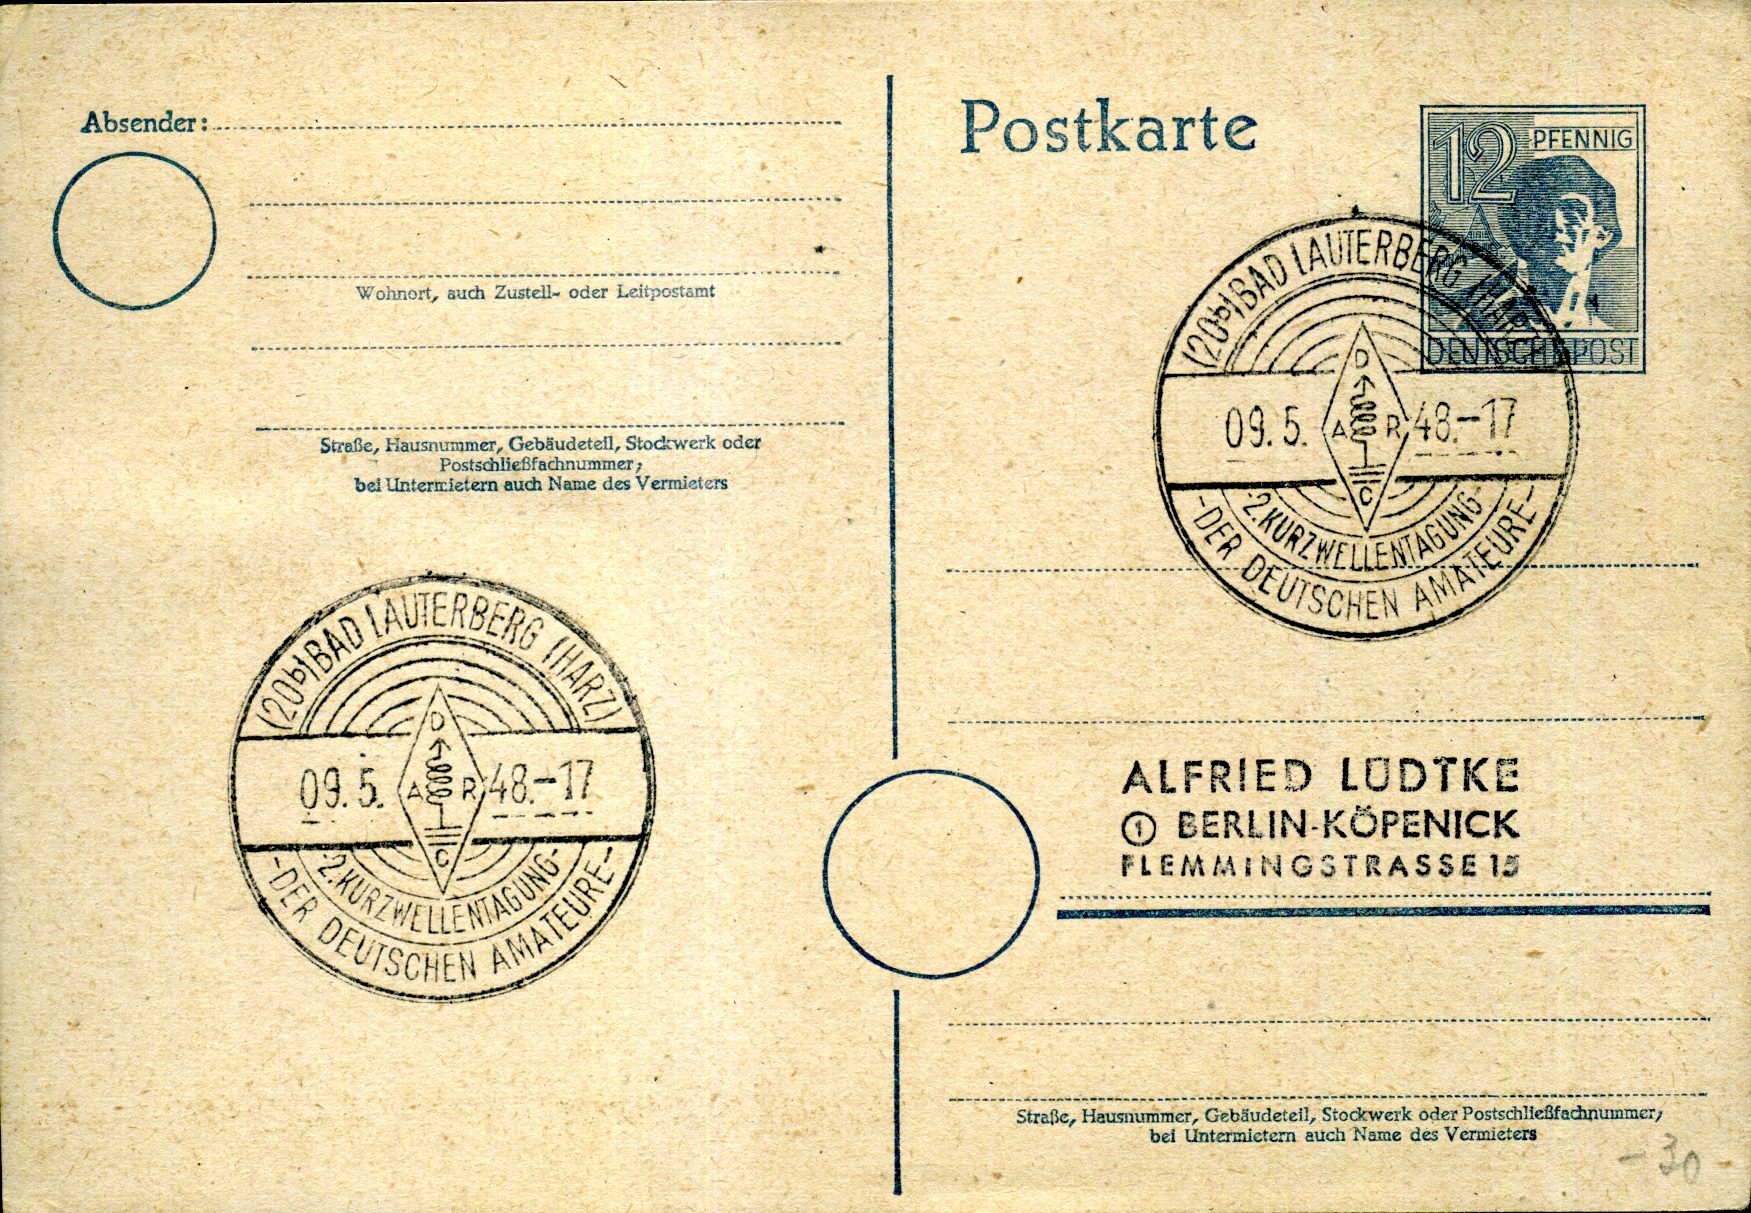 Absender:
Wohnort, auch Zustell- oder Leitpostamt
Straße, Hausnummer, Gebäudeteil, Stockwerk oder
Postschließfachnummer;
bei Untermietern auch Name des Vermieters
(20b) BAD LAUTERBERG (HARZ)
09.5.48.-17
D
A R
C
-2. KURZWELLENTAGUNG-
-DER DEUTSCHEN AMATEURE-
Postkarte
12 PFENNIG
DEUTSCHE POST
(20b) BAD LAUTERBERG (HARZ)
09.5.48.-17
D
A R
C
-2. KURZWELLENTAGUNG-
-DER DEUTSCHEN AMATEURE-
ALFRIED LÜDTKE
① BERLIN-KÖPENICK
FLEMMINGSTRASSE 15
Straße, Hausnummer, Gebäudeteil, Stockwerk oder Postschließfachnummer;
bei Untermietern auch Name des Vermieters
-30